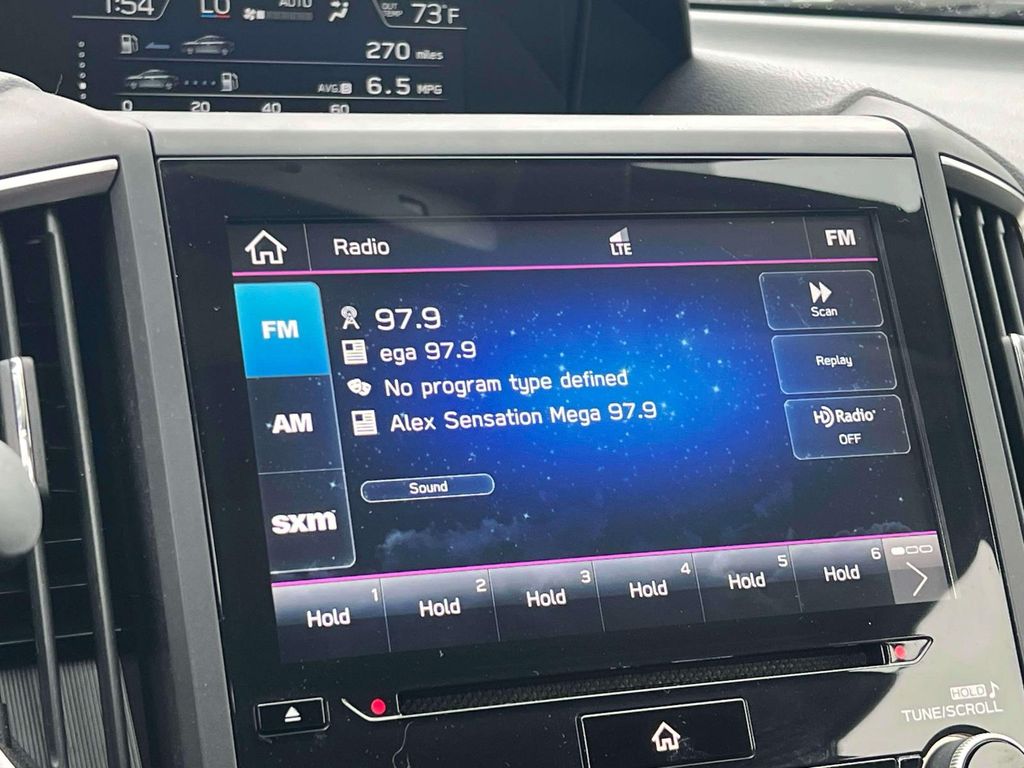 1:54 LO AUTO OUT TEMP 73°F
270 miles
AVG.B 6.5 MPG
0 20 40 60
Radio LTE FM
FM
97.9
ega 97.9
No program type defined
Alex Sensation Mega 97.9
Scan
Replay
HD Radio
OFF
AM
Sound
sxm
1 2 3 4 5 6
Hold Hold Hold Hold Hold Hold
HOLD
TUNE/SCROLL